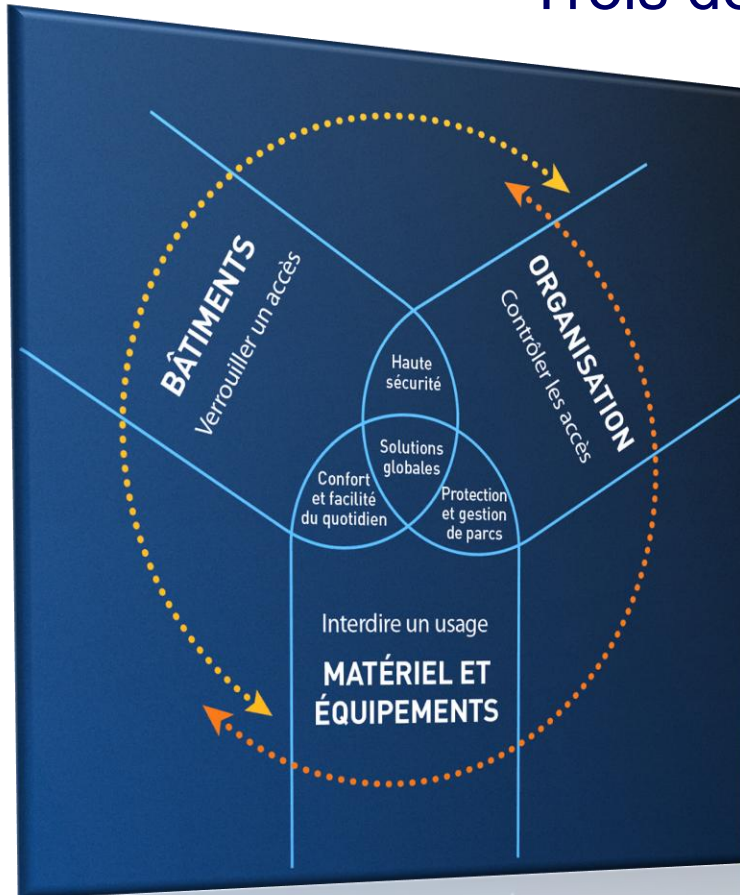 Trois de
BÂTIMENTS
Verrouiller un accès
ORGANISATION
Contrôler les accès
Haute
sécurité
Solutions
globales
Confort
et facilité
du quotidien
Protection
et gestion
de parcs
Interdire un usage
MATÉRIEL ET
ÉQUIPEMENTS